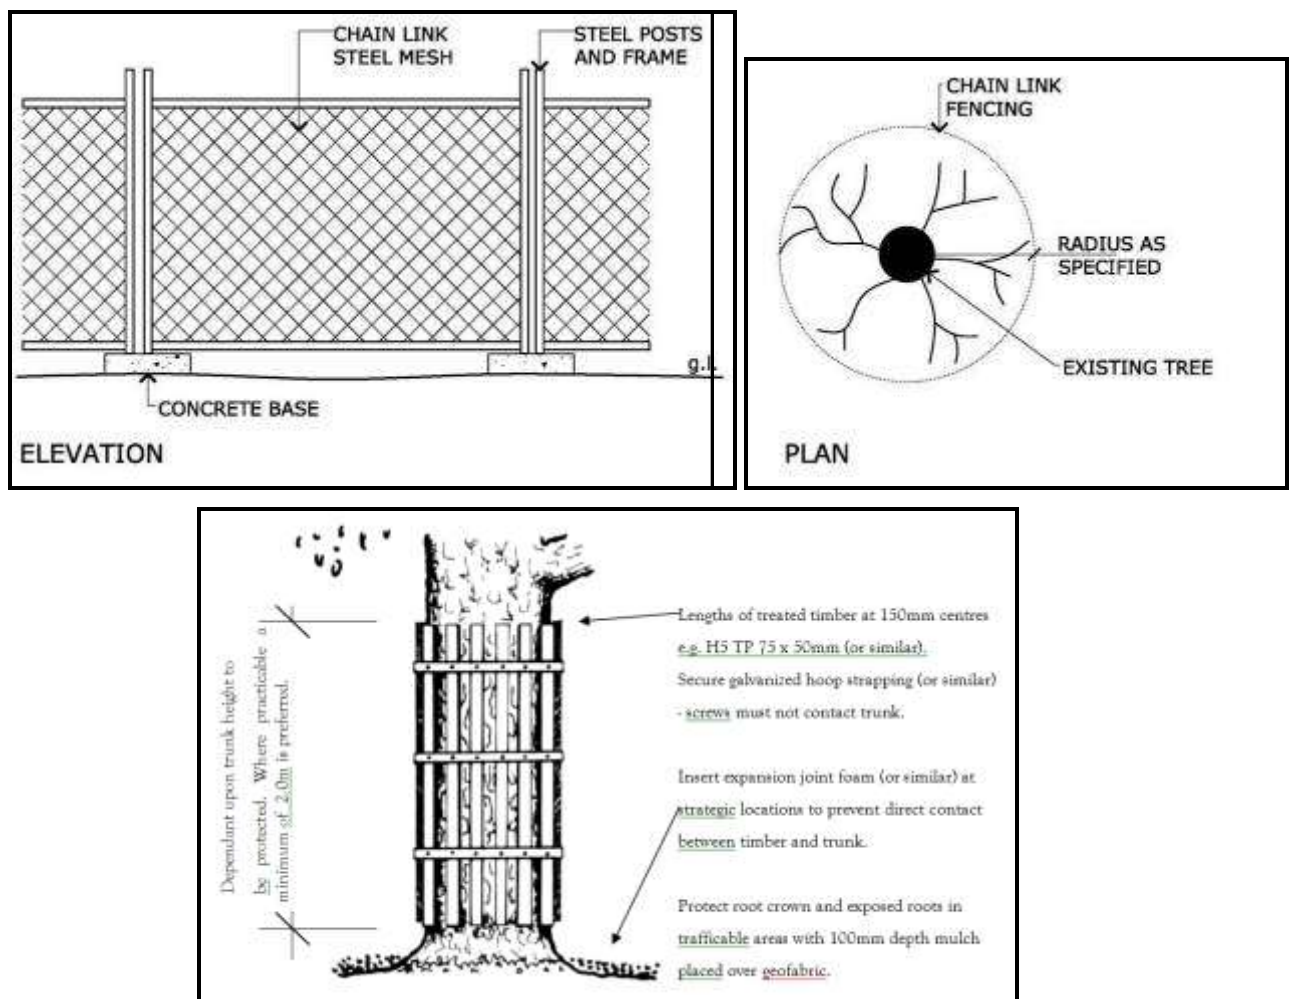 CHAIN LINK
STEEL MESH
STEEL POSTS
AND FRAME
g.l.
CONCRETE BASE
ELEVATION
CHAIN LINK
FENCING
RADIUS AS
SPECIFIED
EXISTING TREE
PLAN
Dependant upon trunk height to
be protected. Where practicable a
minimum of 2.0m is preferred.
Lengths of treated timber at 150mm centres
e.g. H5 TP 75 x 50mm (or similar).
Secure galvanized hoop strapping (or similar)
- screws must not contact trunk.
Insert expansion joint foam (or similar) at
strategic locations to prevent direct contact
between timber and trunk.
Protect root crown and exposed roots in
trafficable areas with 100mm depth mulch
placed over geofabric.